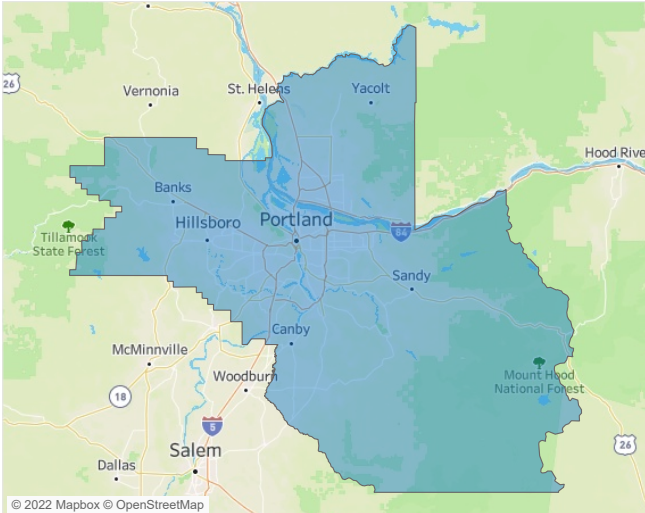 26
Vernonia
St. Helens
Yacolt
Hood Rive
Banks
Hillsboro
Portland
84
Tillamook
State Forest
Sandy
Canby
McMinnville
Mount Hood
National Forest
Woodburn
18
5
Salem
26
Dallas
© 2022 Mapbox © OpenStreetMap